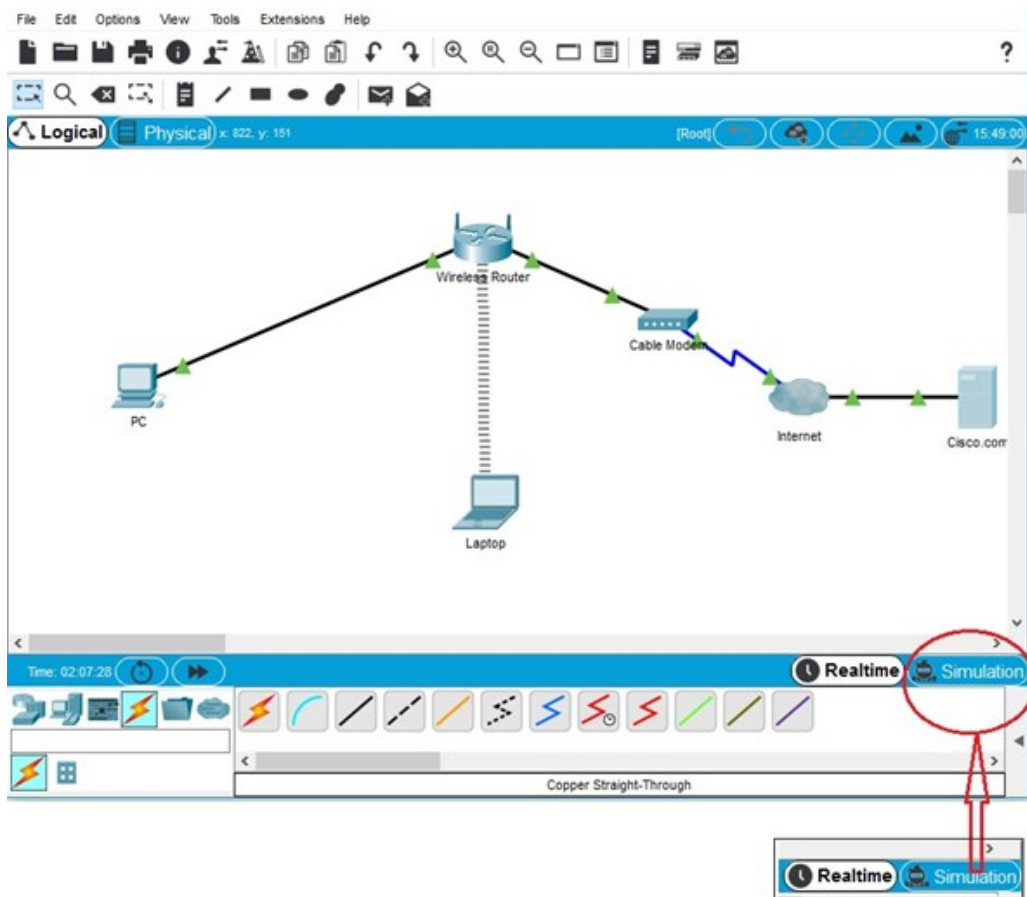 File Edit Options View Tools Extensions Help
?
Logical Physical x: 822, y: 151 [Root] 15:49:00
Wireless Router
Cable Modem
PC
Internet
Cisco.com
Laptop
Time: 02:07:28 Realtime Simulation
Copper Straight-Through
Realtime Simulation